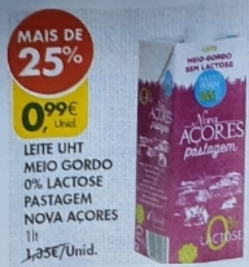 MAIS DE
25%
0,99€
Unid.
LEITE UHT
MEIO GORDO
0% LACTOSE
PASTAGEM
NOVA AÇORES
1lt
1,35€/Unid.
LEITE
MEIO-GORDO
SEM LACTOSE
Nova
AÇORES
pastagem
0%
LACTOSE